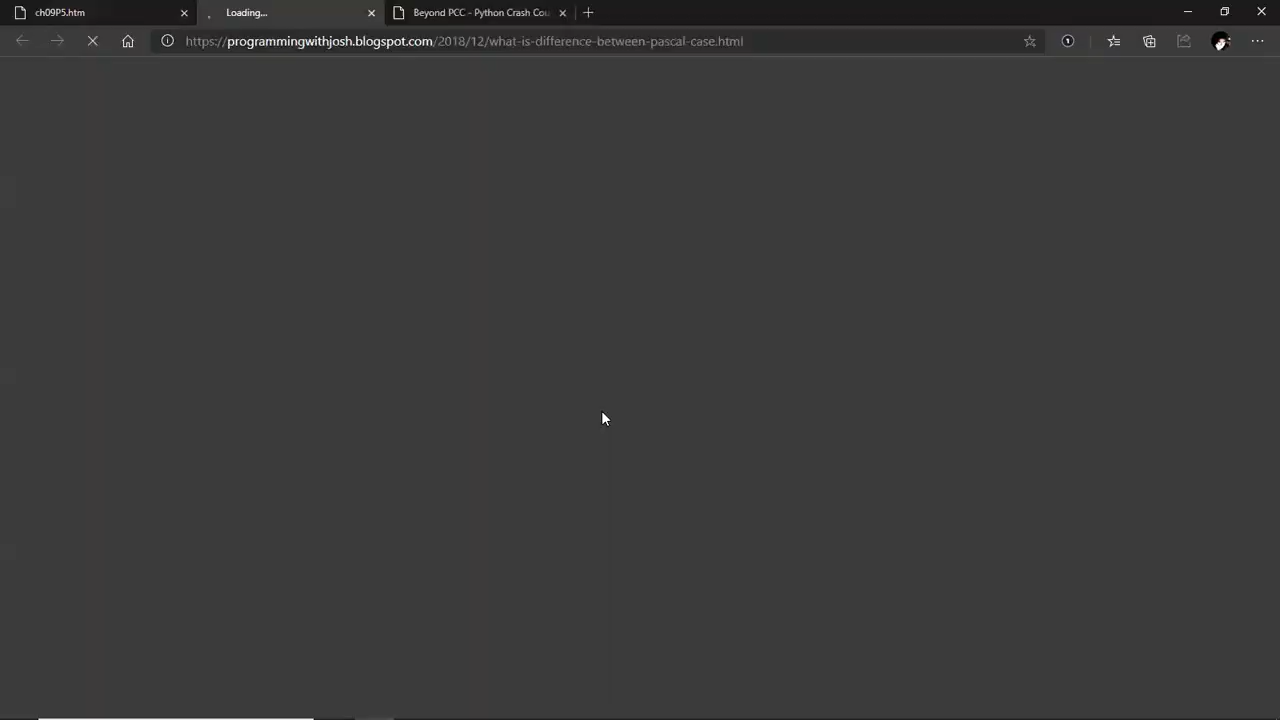 ch09P5.htm
Loading...
Beyond PCC - Python Crash Cou
https://programmingwithjosh.blogspot.com/2018/12/what-is-difference-between-pascal-case.html